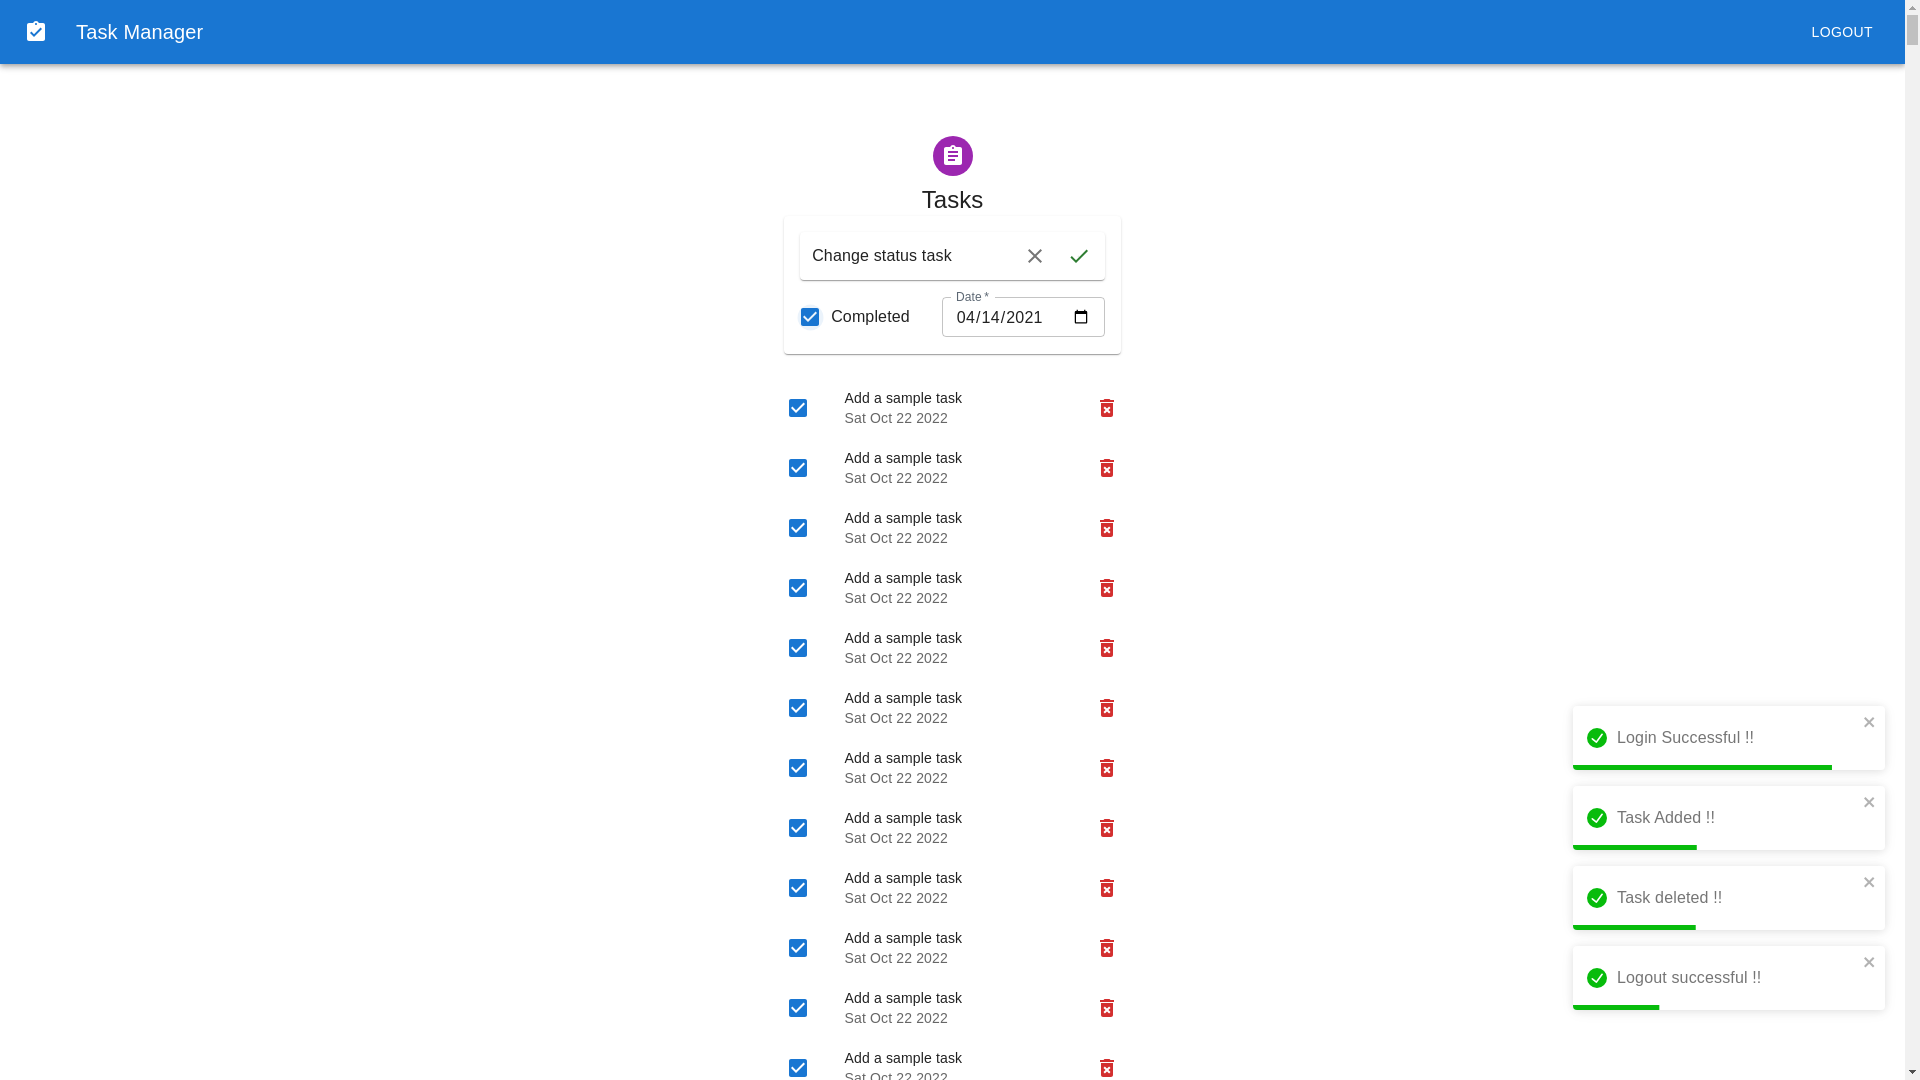 Task Manager
LOGOUT
Tasks
Change status task
Completed
Date *
04/14/2021
Add a sample task
Sat Oct 22 2022
Add a sample task
Sat Oct 22 2022
Add a sample task
Sat Oct 22 2022
Add a sample task
Sat Oct 22 2022
Add a sample task
Sat Oct 22 2022
Add a sample task
Sat Oct 22 2022
Add a sample task
Sat Oct 22 2022
Add a sample task
Sat Oct 22 2022
Add a sample task
Sat Oct 22 2022
Add a sample task
Sat Oct 22 2022
Add a sample task
Sat Oct 22 2022
Add a sample task
Sat Oct 22 2022
Login Successful !!
Task Added !!
Task deleted !!
Logout successful !!